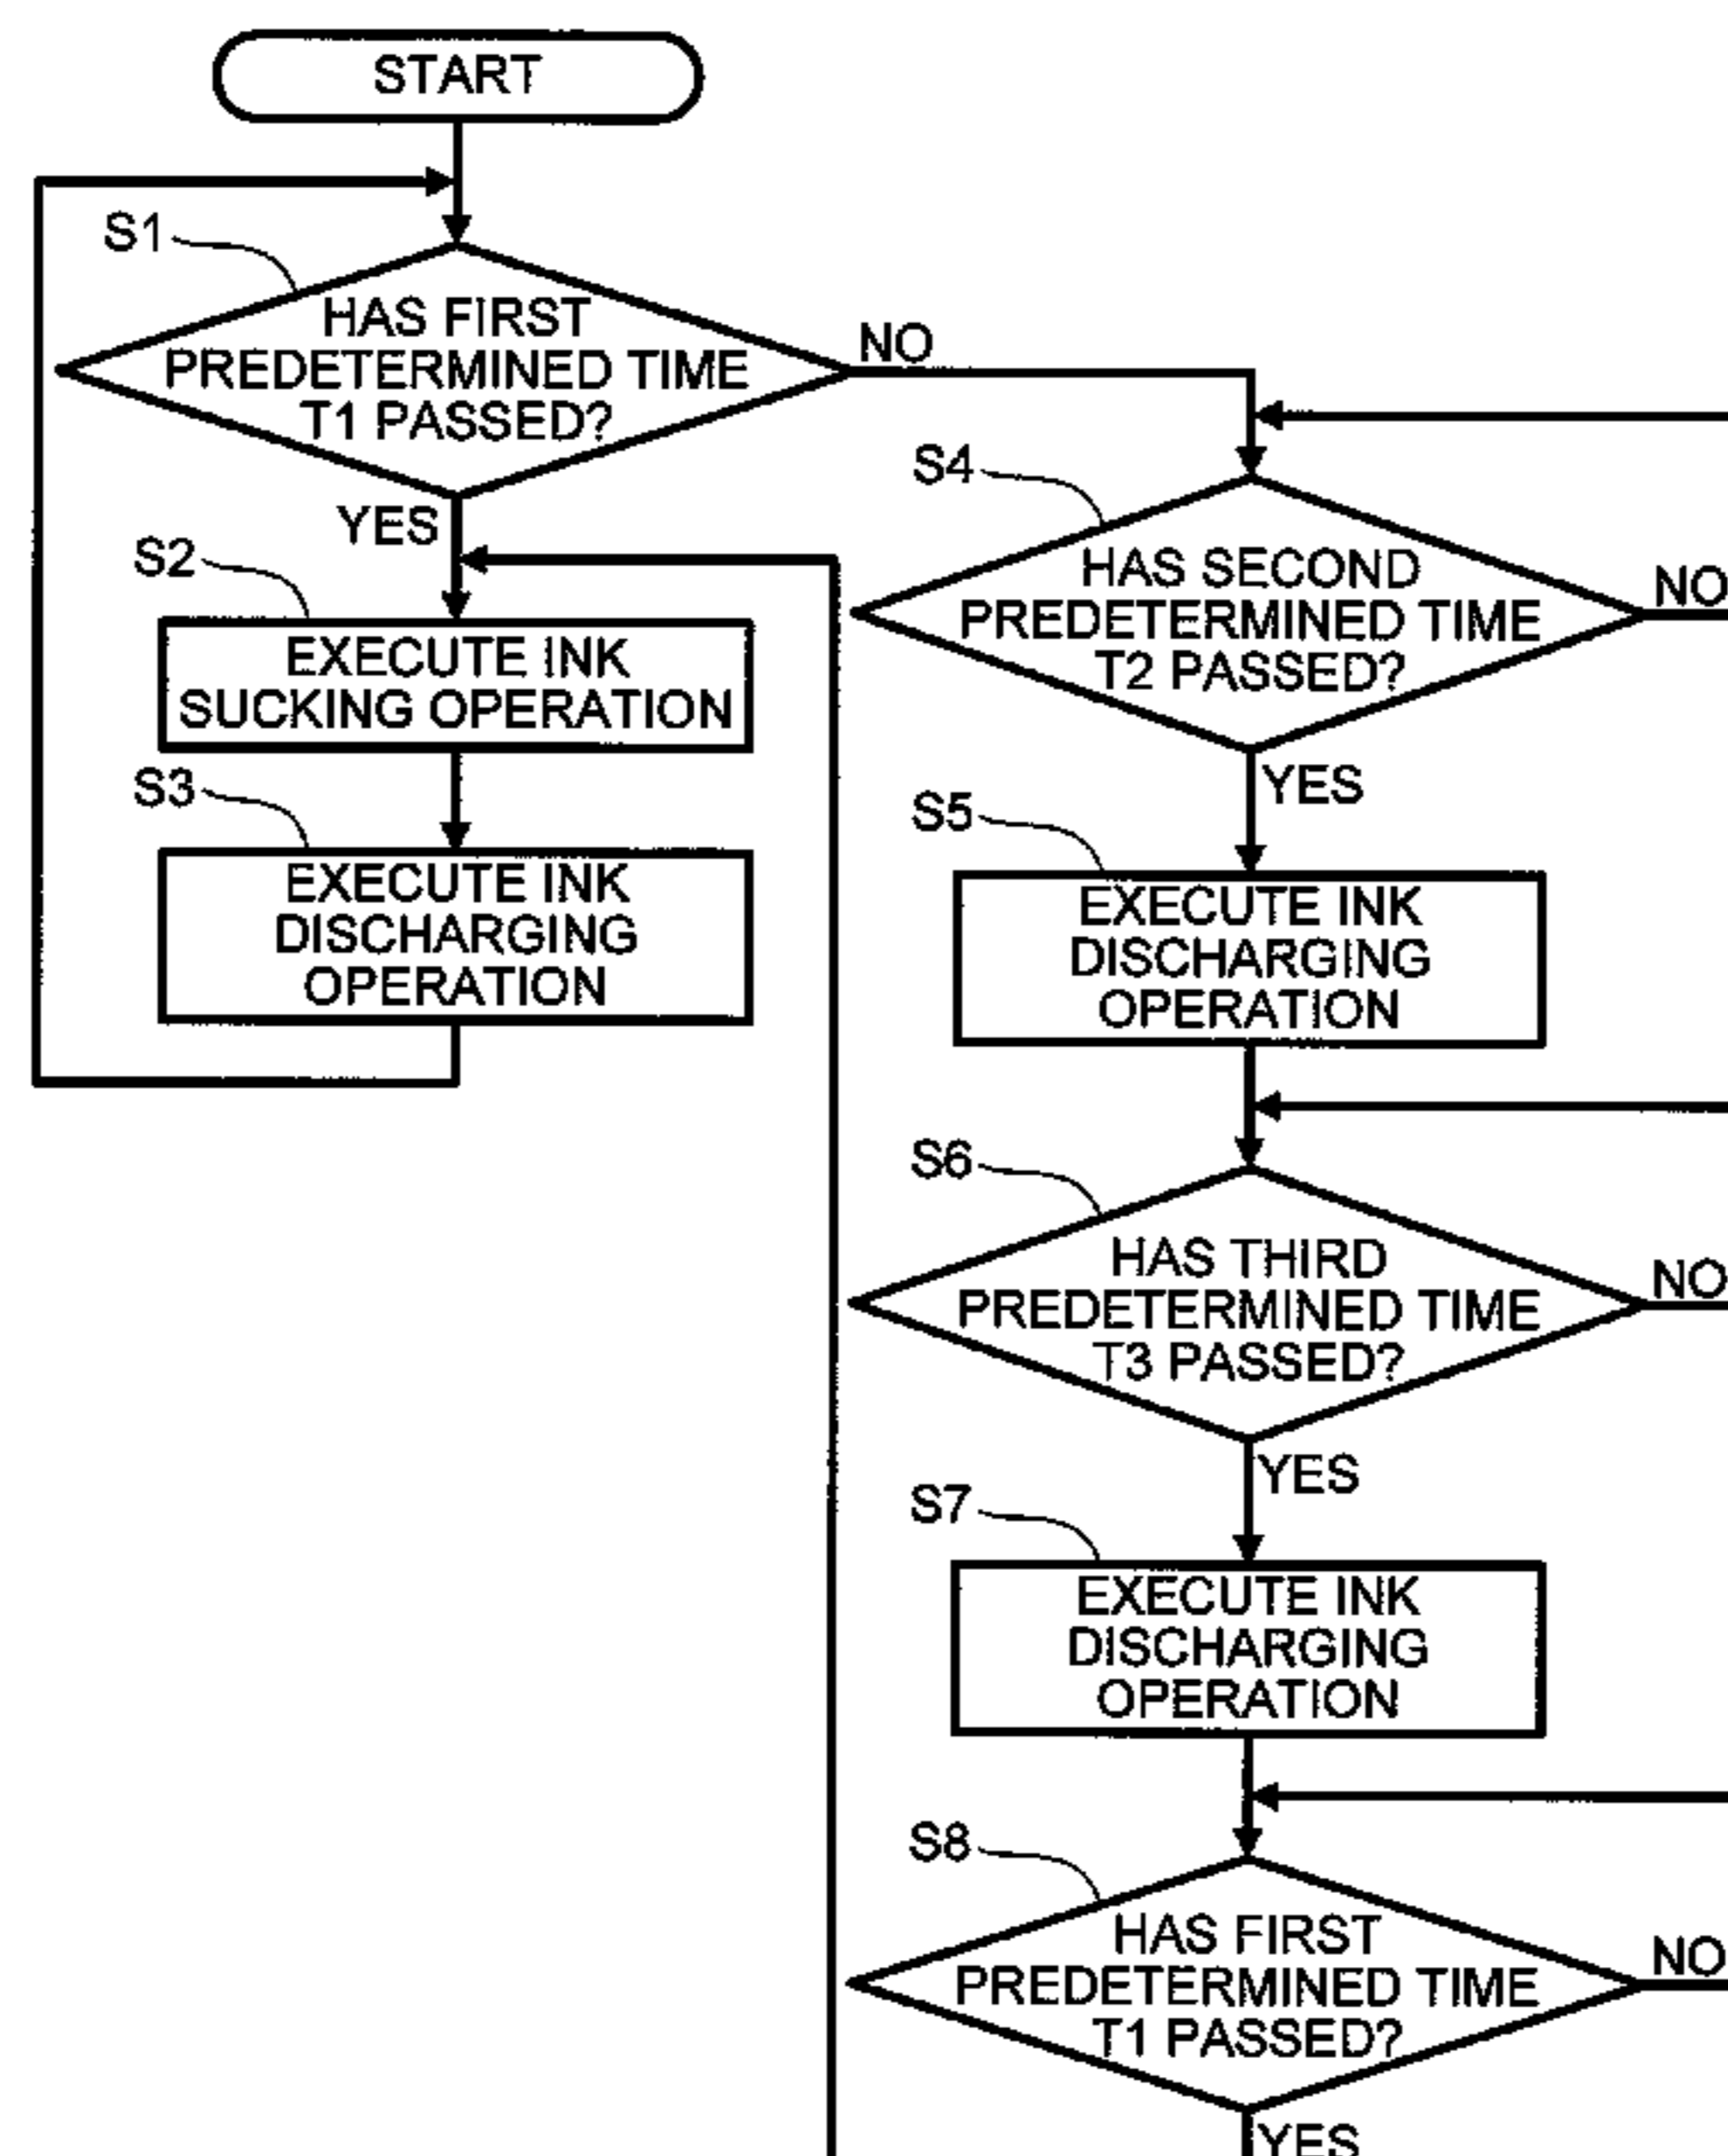 START
S1
HAS FIRST
PREDETERMINED TIME
T1 PASSED?
NO
YES
S2
EXECUTE INK
SUCKING OPERATION
S3
EXECUTE INK
DISCHARGING
OPERATION
S4
HAS SECOND
PREDETERMINED TIME
T2 PASSED?
NO
YES
S5
EXECUTE INK
DISCHARGING
OPERATION
S6
HAS THIRD
PREDETERMINED TIME
T3 PASSED?
NO
YES
S7
EXECUTE INK
DISCHARGING
OPERATION
S8
HAS FIRST
PREDETERMINED TIME
T1 PASSED?
NO
YES